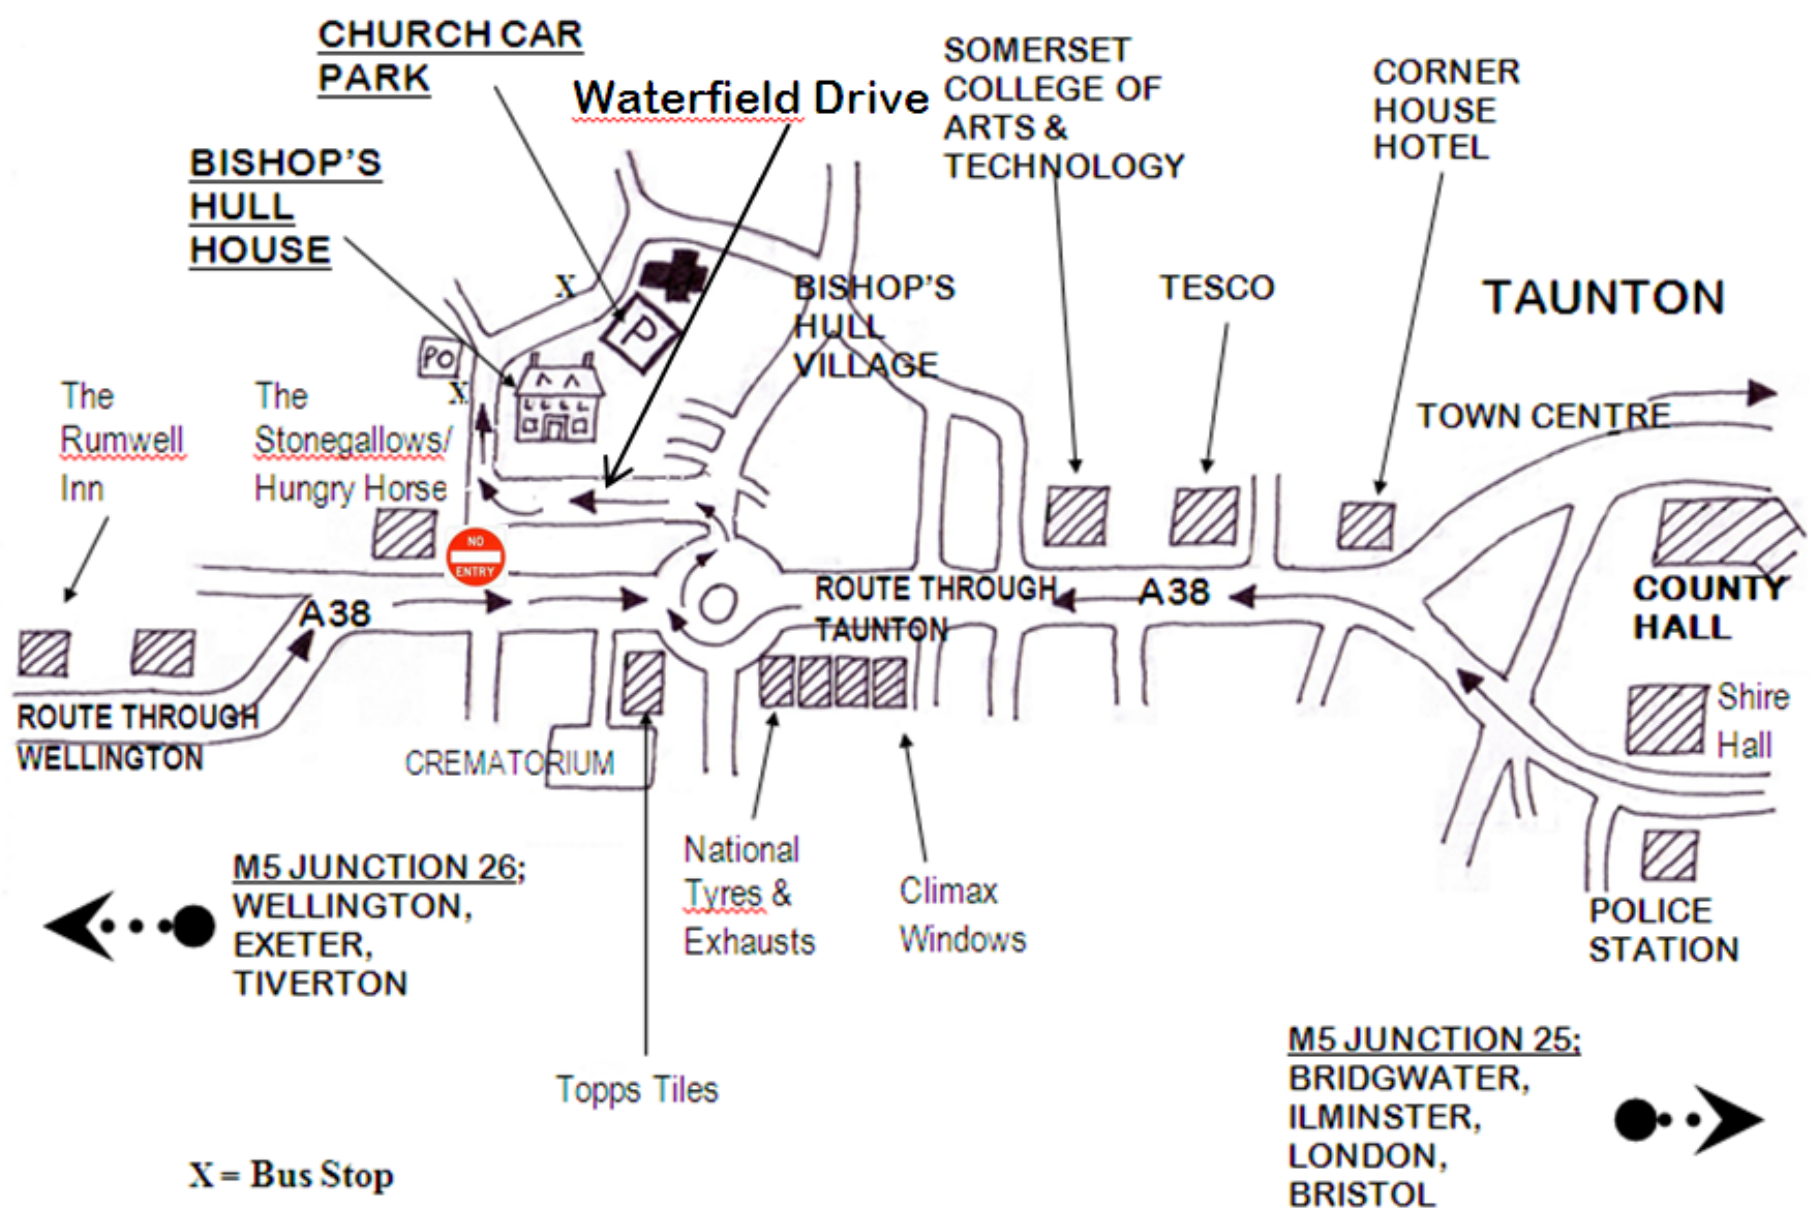 CHURCH CAR
PARK
Waterfield Drive
SOMERSET
COLLEGE OF
ARTS &
TECHNOLOGY
CORNER
HOUSE
HOTEL
BISHOP'S
HULL
HOUSE
X
P
BISHOP'S
HULL
VILLAGE
TESCO
TAUNTON
PO
X
The
Rumwell
Inn
The
Stonegallows/
Hungry Horse
TOWN CENTRE
NO
ENTRY
A38
ROUTE THROUGH
TAUNTON
A38
COUNTY
HALL
ROUTE THROUGH
WELLINGTON
CREMATORIUM
Shire
Hall
National
Tyres &
Exhausts
Climax
Windows
M5 JUNCTION 26;
WELLINGTON,
EXETER,
TIVERTON
POLICE
STATION
Topps Tiles
M5 JUNCTION 25;
BRIDGWATER,
ILMINSTER,
LONDON,
BRISTOL
X = Bus Stop